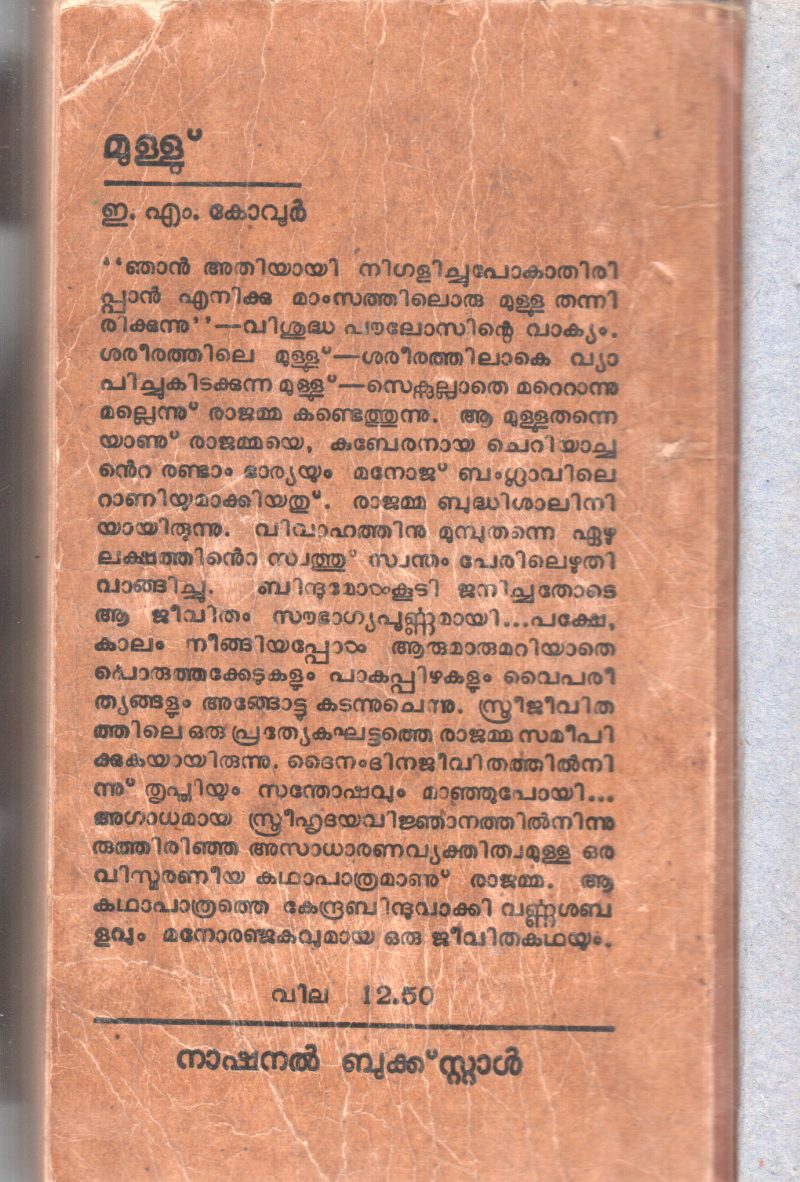 മുള്ളു്
ഇ. എം. കോവൂർ
‘‘ഞാൻ അതിയായി നിഗളിച്ചുപോകാതിരി
പ്പാൻ എനിക്കു മാംസത്തിലൊരു മുള്ളു തന്നി
രിക്കുന്നു’’—വിശുദ്ധ പൗലോസിന്റെ വാക്യം.
ശരീരത്തിലെ മുള്ളു്—ശരീരത്തിലാകെ വ്യാ
പിച്ചുകിടക്കുന്ന മുള്ളു്—സെക്സല്ലാതെ മറെറാന്നു
മല്ലെന്നു് രാജമ്മ കണ്ടെത്തുന്നു. ആ മുള്ളുതന്നെ
യാണു് രാജമ്മയെ, കുബേരനായ ചെറിയാച്ച
ൻെറ രണ്ടാം ഭാര്യയും മനോജ് ബംഗ്ലാവിലെ
റാണിയുമാക്കിയതു്. രാജമ്മ ബുദ്ധിശാലിനി
യായിരുന്നു. വിവാഹത്തിനു മുമ്പുതന്നെ ഏഴു
ലക്ഷത്തിൻെറ സ്വത്തു് സ്വന്തം പേരിലെഴുതി
വാങ്ങിച്ചു. ബിന്ദുമോൾകൂടി ജനിച്ചതോടെ
ആ ജീവിതം സൗഭാഗ്യപൂർണ്ണമായി...പക്ഷേ,
കാലം നീങ്ങിയപ്പോൾ ആരുമാരുമറിയാതെ
പൊരുത്തക്കേടുകളും പാകപ്പിഴകളും വൈപരീ
ത്യങ്ങളും അങ്ങോട്ടു കടന്നുചെന്നു. സ്ത്രീജീവിത
ത്തിലെ ഒരു പ്രത്യേകഘട്ടത്തെ രാജമ്മ സമീപി
ക്കുകയായിരുന്നു. ദൈനംദിനജീവിതത്തിൽനി
ന്നു് തൃപ്തിയും സന്തോഷവും മാഞ്ഞുപോയി...
അഗാധമായ സ്ത്രീഹൃദയവിജ്ഞാനത്തിൽനിന്നു
രുത്തിരിഞ്ഞ അസാധാരണവ്യക്തിത്വമുള്ള ഒര
വിസ്മരണീയ കഥാപാത്രമാണു് രാജമ്മ. ആ
കഥാപാത്രത്തെ കേന്ദ്രബിന്ദുവാക്കി വർണ്ണശബ
ളവും മനോരഞ്ജകവുമായ ഒരു ജീവിതകഥയും.
വില 12.50
നാഷനൽ ബുക്ക്സ്റ്റാൾ